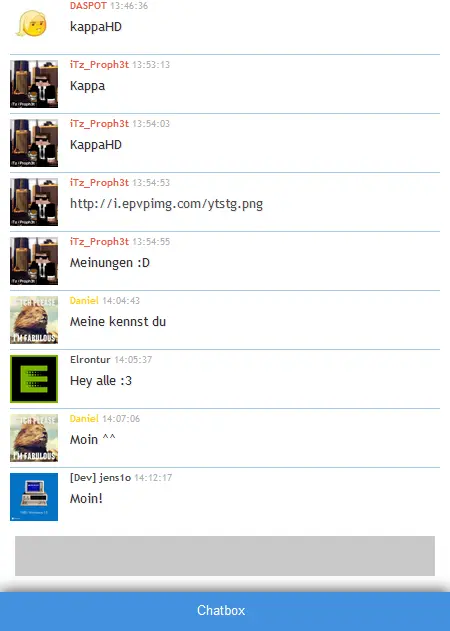 DASPOT 13:46:36
kappaHD
iTz_Proph3t 13:53:13
Kappa
iTz_Proph3t 13:54:03
KappaHD
iTz_Proph3t 13:54:53
http://i.epvpimg.com/ytstg.png
iTz_Proph3t 13:54:55
Meinungen :D
Daniel 14:04:43
Meine kennst du
I'M FABULOUS
Elrontur 14:05:37
Hey alle :3
E
Daniel 14:07:06
Moin ^^
I'M FABULOUS
[Dev] jens1o 14:12:17
Moin!
Chatbox